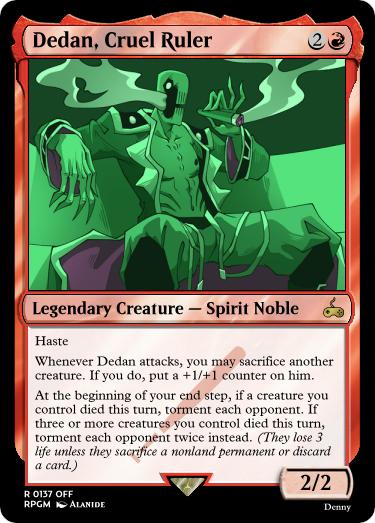 Dedan, Cruel Ruler 2
Legendary Creature — Spirit Noble
Haste
Whenever Dedan attacks, you may sacrifice another
creature. If you do, put a +1/+1 counter on him.
At the beginning of your end step, if a creature you
control died this turn, torment each opponent. If
three or more creatures you control died this turn,
torment each opponent twice instead. (They lose 3
life unless they sacrifice a nonland permanent or discard
a card.)
2/2
R 0137 OFF
RPGM Alanide
Denny